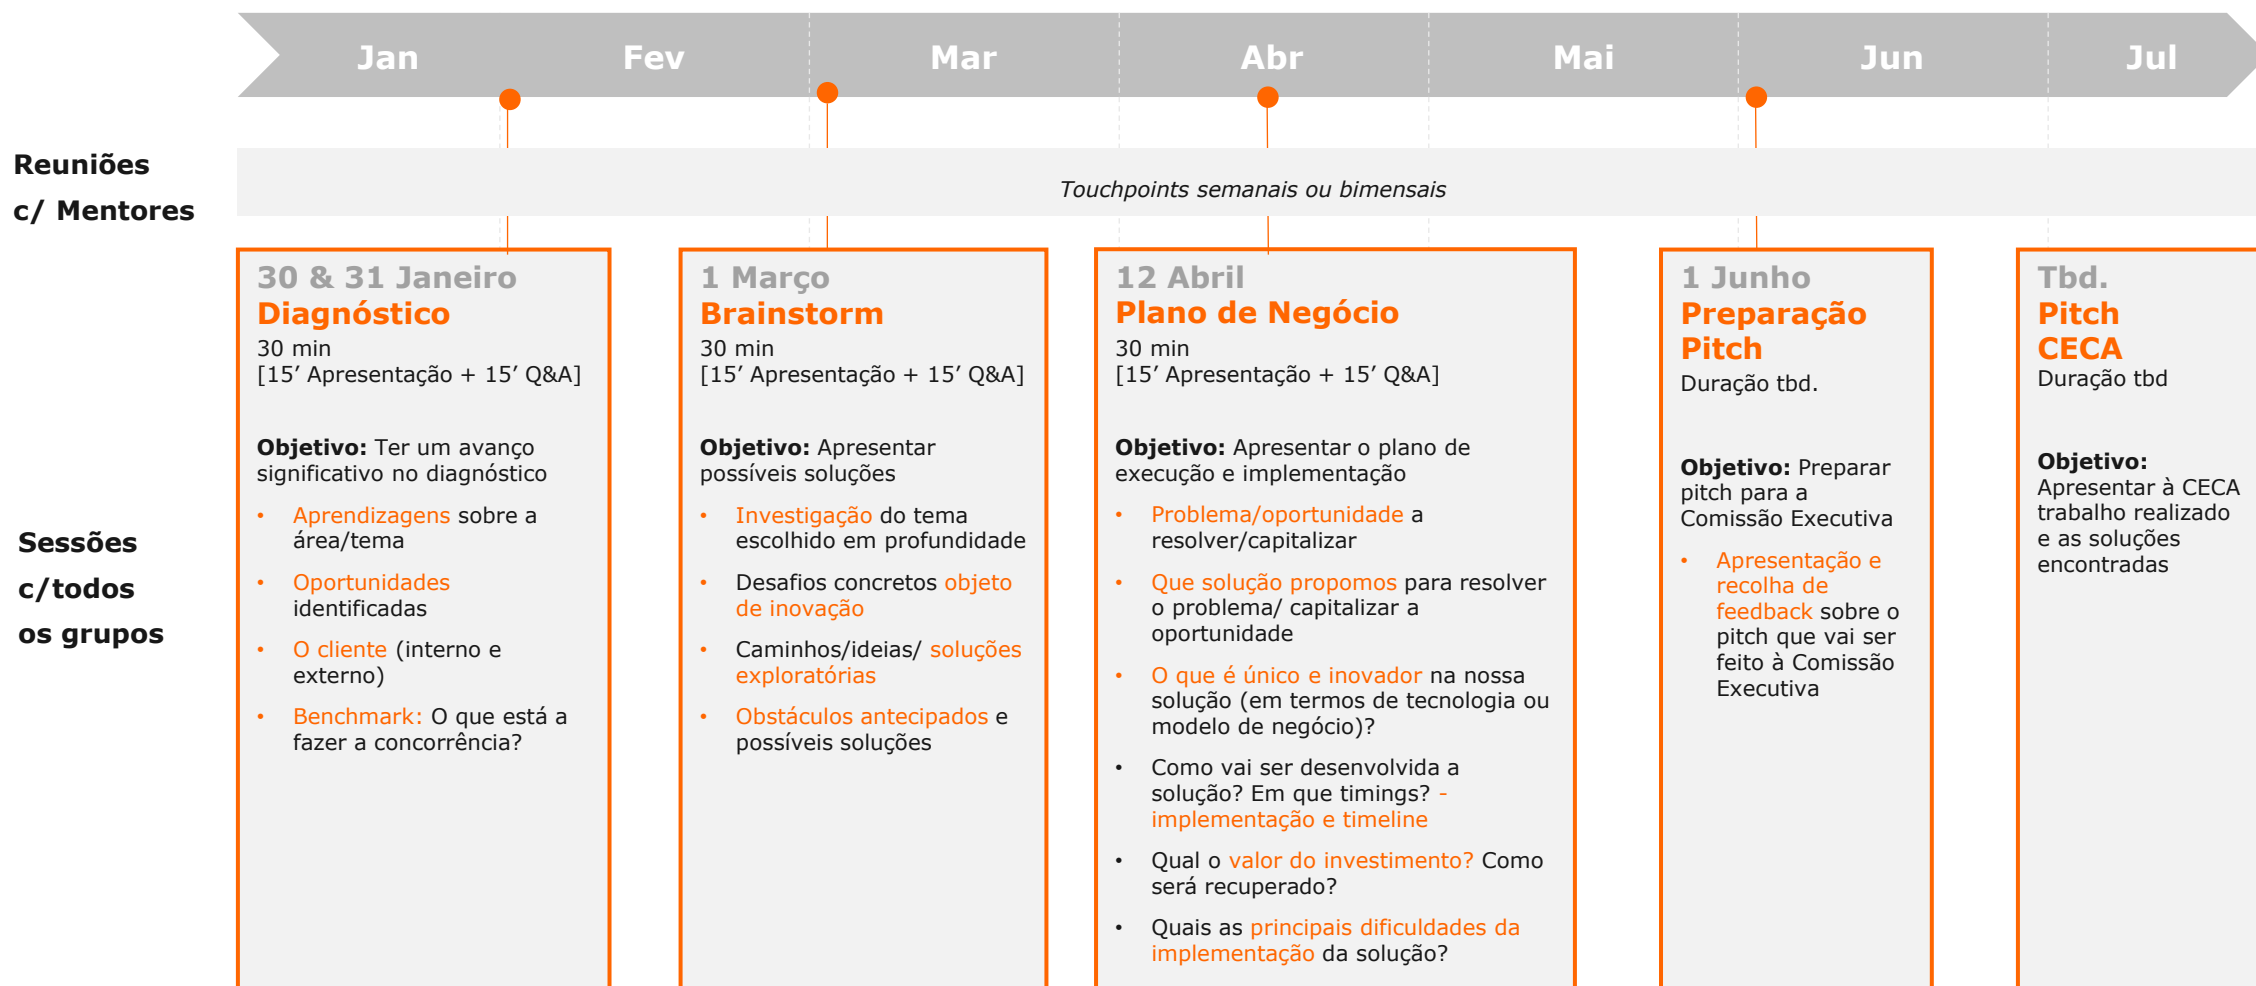 Jan Fev Mar Abr Mai Jun Jul
Reuniões
c/ Mentores
Touchpoints semanais ou bimensais
Sessões
c/todos
os grupos
30 & 31 Janeiro
Diagnóstico
30 min
[15’ Apresentação + 15’ Q&A]
Objetivo: Ter um avanço
significativo no diagnóstico
• Aprendizagens sobre a
área/tema
• Oportunidades
identificadas
• O cliente (interno e
externo)
• Benchmark: O que está a
fazer a concorrência?
1 Março
Brainstorm
30 min
[15’ Apresentação + 15’ Q&A]
Objetivo: Apresentar
possíveis soluções
• Investigação do tema
escolhido em profundidade
• Desafios concretos objeto
de inovação
• Caminhos/ideias/ soluções
exploratórias
• Obstáculos antecipados e
possíveis soluções
12 Abril
Plano de Negócio
30 min
[15’ Apresentação + 15’ Q&A]
Objetivo: Apresentar o plano de
execução e implementação
• Problema/oportunidade a
resolver/capitalizar
• Que solução propomos para resolver
o problema/ capitalizar a
oportunidade
• O que é único e inovador na nossa
solução (em termos de tecnologia ou
modelo de negócio)?
• Como vai ser desenvolvida a
solução? Em que timings? -
implementação e timeline
• Qual o valor do investimento? Como
será recuperado?
• Quais as principais dificuldades da
implementação da solução?
1 Junho
Preparação
Pitch
Duração tbd.
Objetivo: Preparar
pitch para a
Comissão Executiva
• Apresentação e
recolha de
feedback sobre o
pitch que vai ser
feito à Comissão
Executiva
Tbd.
Pitch
CECA
Duração tbd
Objetivo:
Apresentar à CECA
trabalho realizado
e as soluções
encontradas